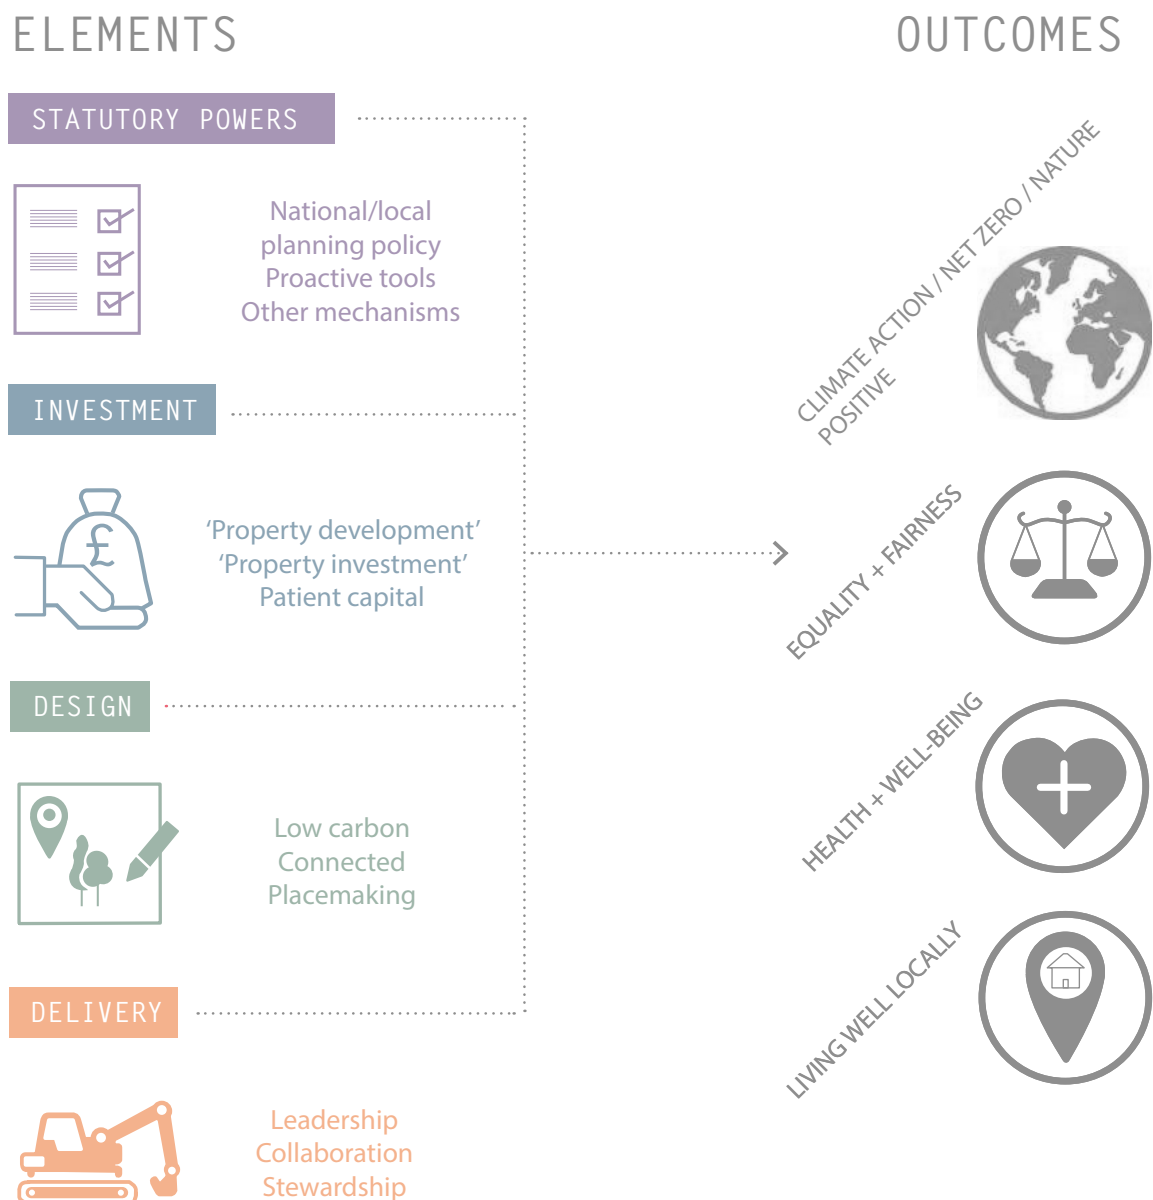 ELEMENTS
OUTCOMES
STATUTORY POWERS
National/local
planning policy
Proactive tools
Other mechanisms
INVESTMENT
£
‘Property development’
‘Property investment’
Patient capital
DESIGN
Low carbon
Connected
Placemaking
DELIVERY
Leadership
Collaboration
Stewardship
CLIMATE ACTION / NET ZERO / NATURE
POSITIVE
EQUALITY + FAIRNESS
HEALTH + WELL-BEING
LIVING WELL LOCALLY